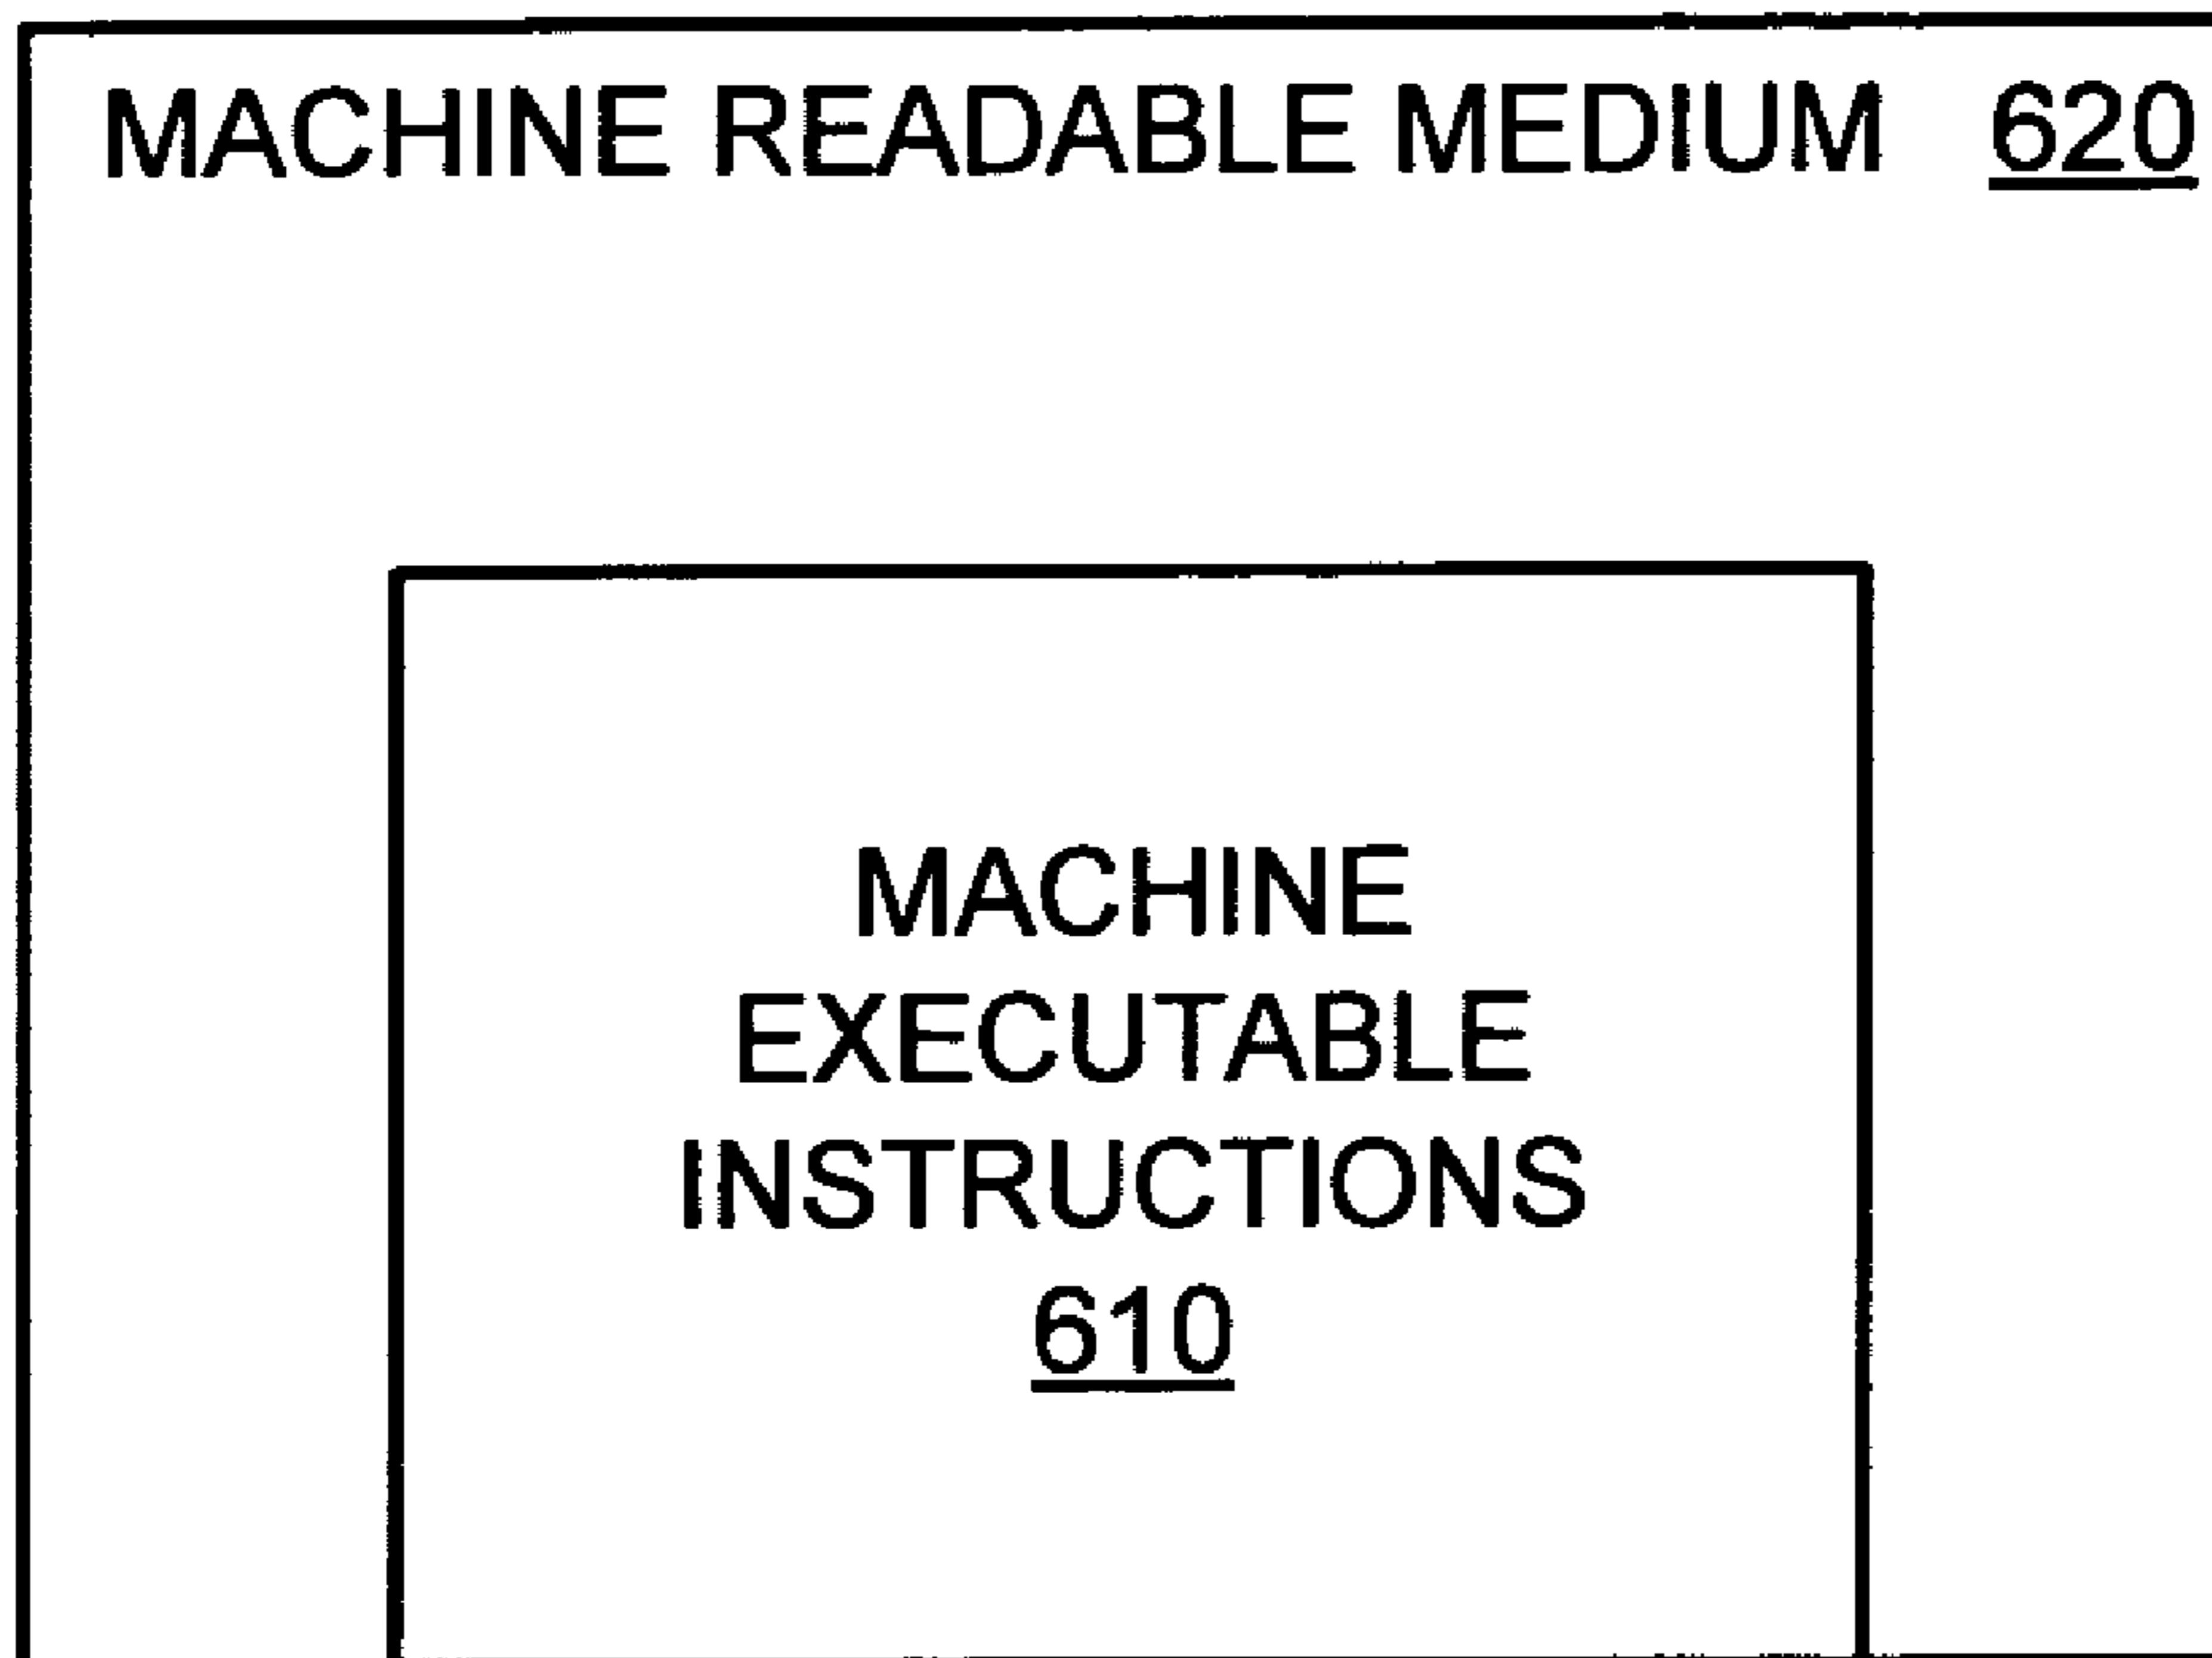 MACHINE READABLE MEDIUM 620
MACHINE
EXECUTABLE
INSTRUCTIONS
610